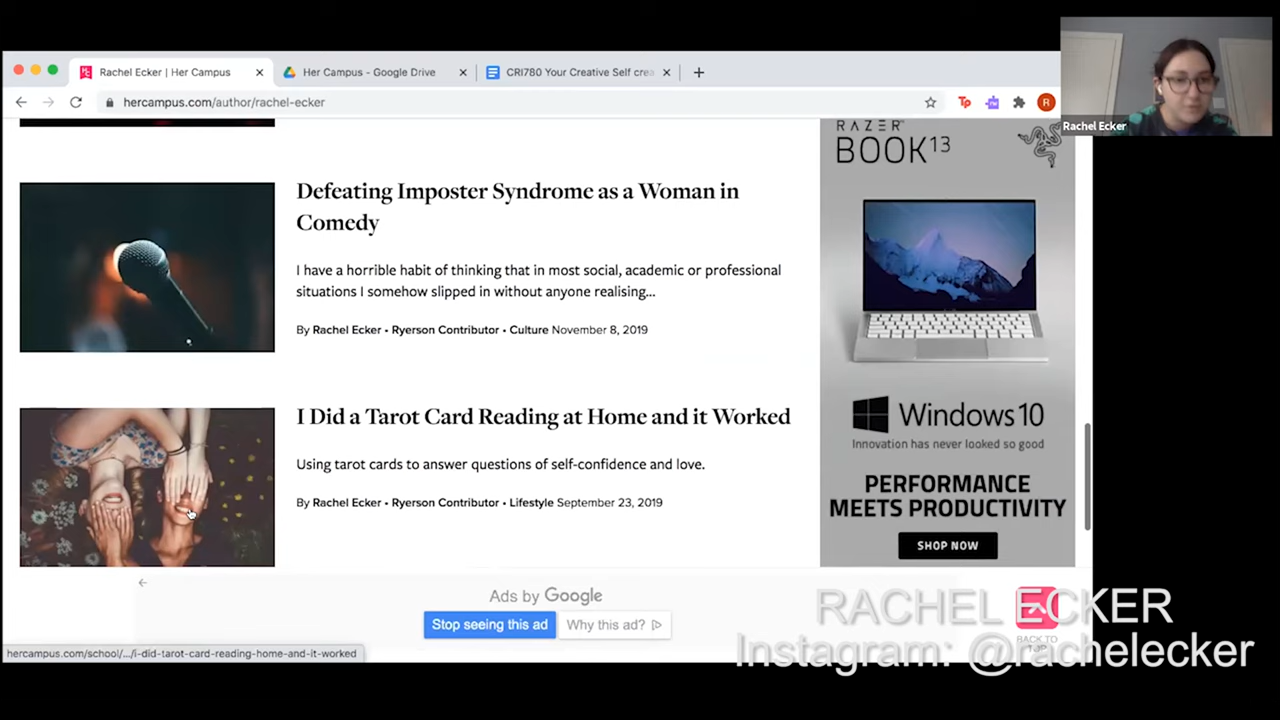 Rachel Ecker | Her Campus
Her Campus - Google Drive
CRI780 Your Creative Self crea
hercampus.com/author/rachel-ecker
R
Rachel Ecker
RAZER
BOOK 13
Defeating Imposter Syndrome as a Woman in
Comedy
I have a horrible habit of thinking that in most social, academic or professional
situations I somehow slipped in without anyone realising...
By Rachel Ecker • Ryerson Contributor • Culture November 8, 2019
I Did a Tarot Card Reading at Home and it Worked
Using tarot cards to answer questions of self-confidence and love.
By Rachel Ecker • Ryerson Contributor • Lifestyle September 23, 2019
Windows 10
Innovation has never looked so good
PERFORMANCE
MEETS PRODUCTIVITY
SHOP NOW
Ads by Google
Stop seeing this ad
Why this ad?
BACK TO
TOP
RACHEL ECKER
Instagram: @rachelecker
hercampus.com/school/.../i-did-tarot-card-reading-home-and-it-worked